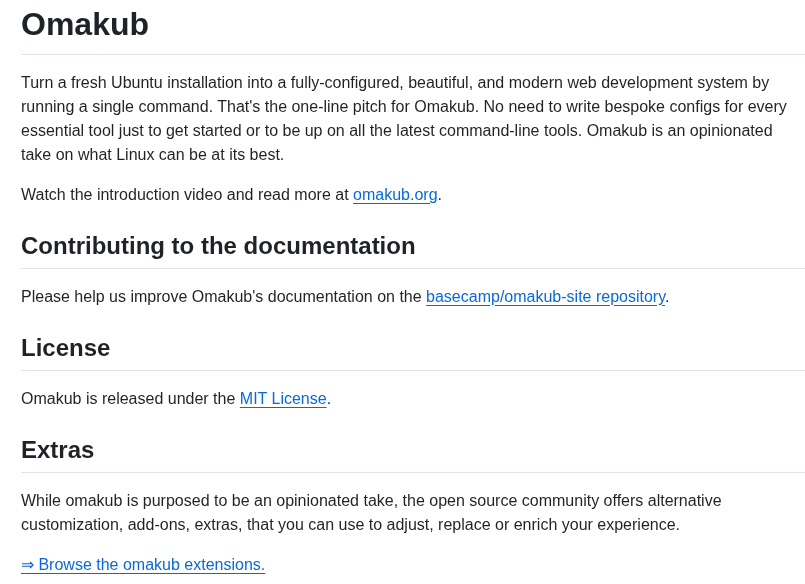 Omakub
Turn a fresh Ubuntu installation into a fully-configured, beautiful, and modern web development system by
running a single command. That's the one-line pitch for Omakub. No need to write bespoke configs for every
essential tool just to get started or to be up on all the latest command-line tools. Omakub is an opinionated
take on what Linux can be at its best.
Watch the introduction video and read more at omakub.org.
Contributing to the documentation
Please help us improve Omakub's documentation on the basecamp/omakub-site repository.
License
Omakub is released under the MIT License.
Extras
While omakub is purposed to be an opinionated take, the open source community offers alternative
customization, add-ons, extras, that you can use to adjust, replace or enrich your experience.
⇒ Browse the omakub extensions.